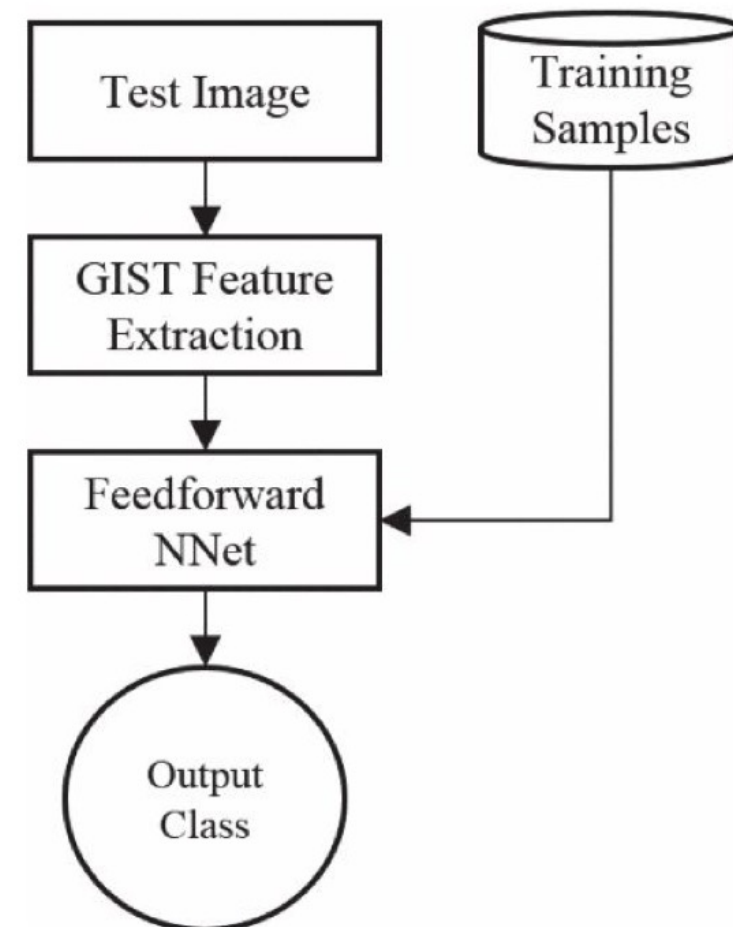 Test Image
Training
Samples
GIST Feature
Extraction
Feedforward
NNet
Output
Class